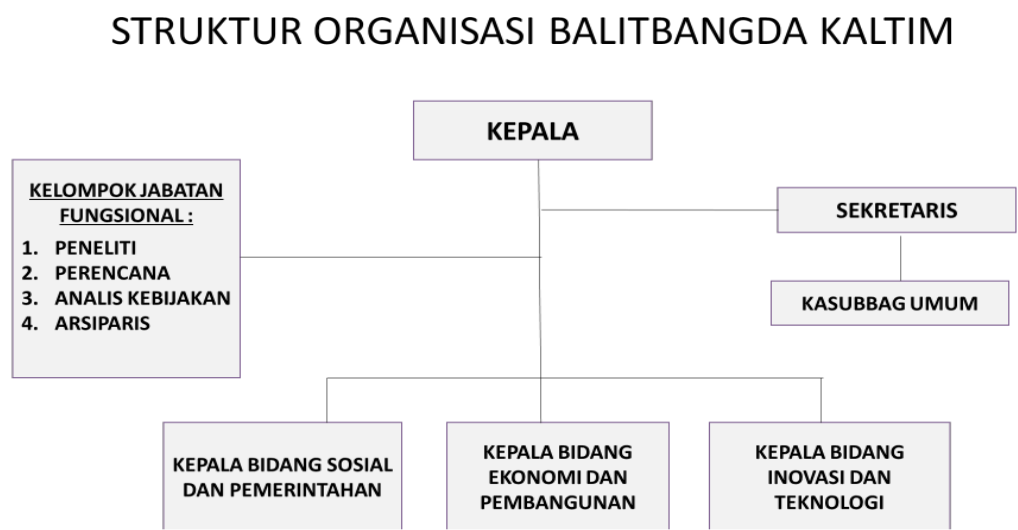 STRUKTUR ORGANISASI BALITBANGDA KALTIM
KEPALA
KELOMPOK JABATAN
FUNGSIONAL :
1. PENELITI
2. PERENCANA
3. ANALIS KEBIJAKAN
4. ARSIPARIS
SEKRETARIS
KASUBBAG UMUM
KEPALA BIDANG SOSIAL
DAN PEMERINTAHAN
KEPALA BIDANG
EKONOMI DAN
PEMBANGUNAN
KEPALA BIDANG
INOVASI DAN
TEKNOLOGI